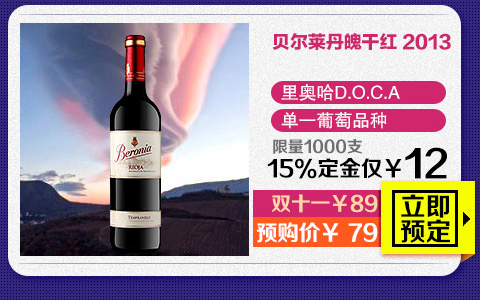 贝尔莱丹魄干红 2013
里奥哈D.O.C.A
单一葡萄品种
限量1000支
15%定金仅￥12
双十一￥89
预购价￥79
立即
预定
Beronia
RIOJA
TEMPRANILLO